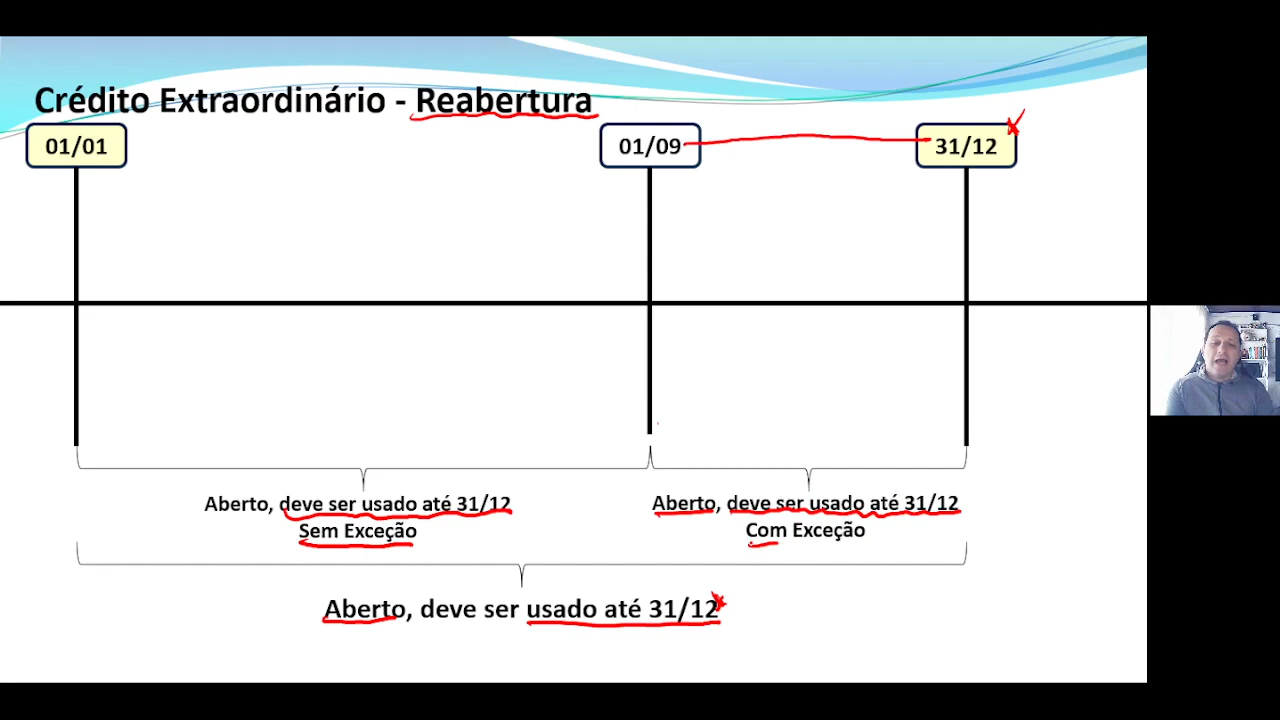 Crédito Extraordinário - Reabertura
01/01
01/09
31/12
Aberto, deve ser usado até 31/12
Sem Exceção
Aberto, deve ser usado até 31/12
Com Exceção
Aberto, deve ser usado até 31/12